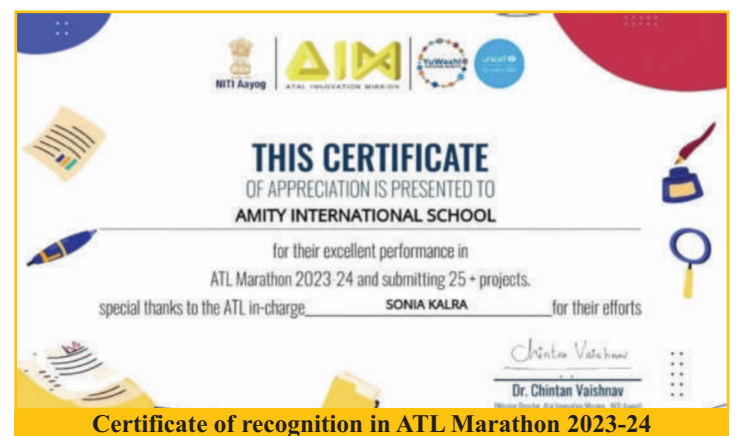 NITI Aayog
AIM
ATAL INNOVATION MISSION
YuWaah!
unicef
THIS CERTIFICATE
OF APPRECIATION IS PRESENTED TO
AMITY INTERNATIONAL SCHOOL
for their excellent performance in
ATL Marathon 2023-24 and submitting 25 + projects.
special thanks to the ATL in-charge SONIA KALRA for their efforts
Chintan Vaishnav
Dr. Chintan Vaishnav
Certificate of recognition in ATL Marathon 2023-24